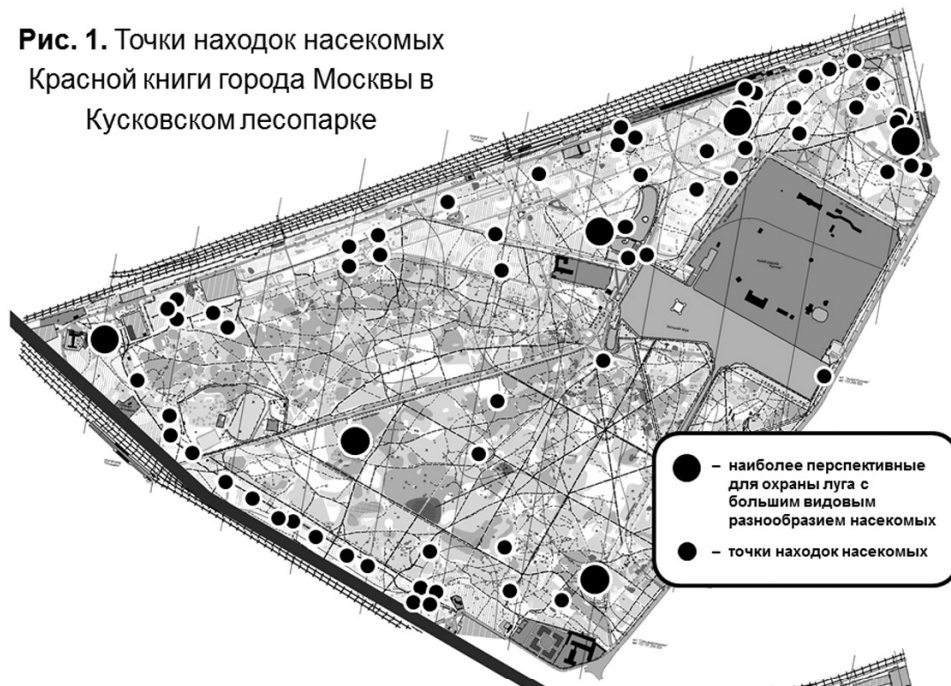 Рис. 1. Точки находок насекомых
Красной книги города Москвы в
Кусковском лесопарке
– наиболее перспективные
для охраны луга с
большим видовым
разнообразием насекомых
– точки находок насекомых